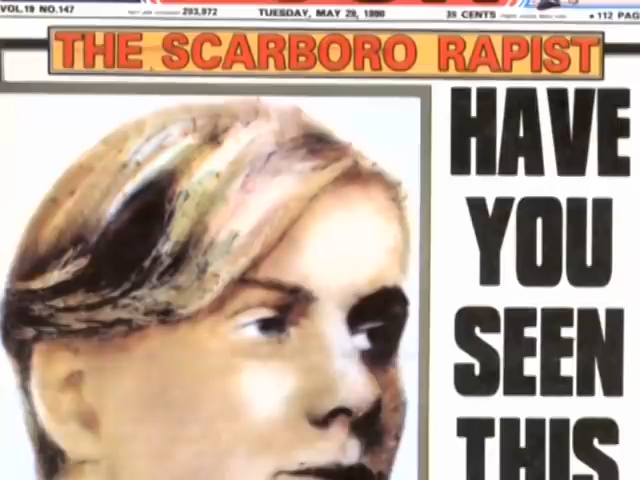 VOL.19 NO.147
293,972
TUESDAY, MAY 29, 1990
35 CENTS
112 PAG
THE SCARBORO RAPIST
HAVE
YOU
SEEN
THIS